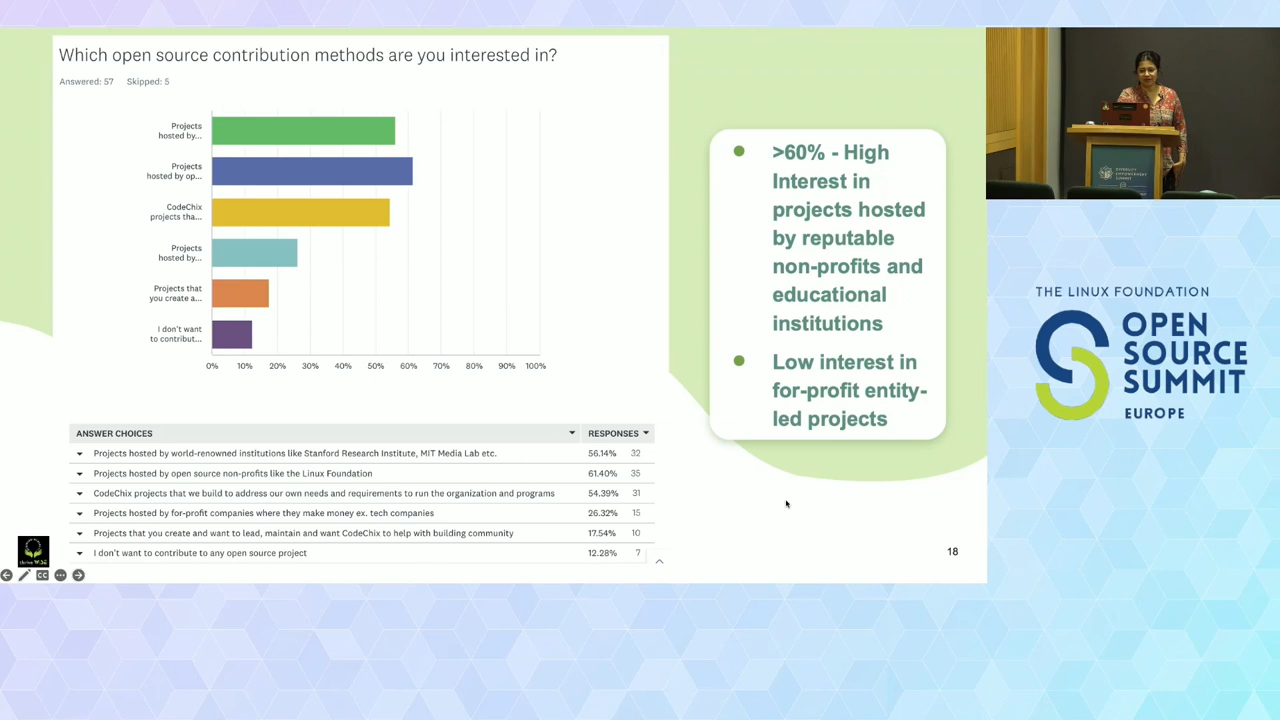 Which open source contribution methods are you interested in?
Answered: 57 Skipped: 5
Projects
hosted by...
Projects
hosted by op...
CodeChix
projects tha...
Projects
hosted by...
Projects that
you create a...
I don't want
to contribut...
0% 10% 20% 30% 40% 50% 60% 70% 80% 90% 100%
ANSWER CHOICES RESPONSES
Projects hosted by world-renowned institutions like Stanford Research Institute, MIT Media Lab etc. 56.14% 32
Projects hosted by open source non-profits like the Linux Foundation 61.40% 35
CodeChix projects that we build to address our own needs and requirements to run the organization and programs 54.39% 31
Projects hosted by for-profit companies where they make money ex. tech companies 26.32% 15
Projects that you create and want to lead, maintain and want CodeChix to help with building community 17.54% 10
I don't want to contribute to any open source project 12.28% 7
>60% - High
Interest in
projects hosted
by reputable
non-profits and
educational
institutions
Low interest in
for-profit entity-
led projects
18
CC
THE LINUX FOUNDATION
OPEN
SOURCE
SUMMIT
EUROPE